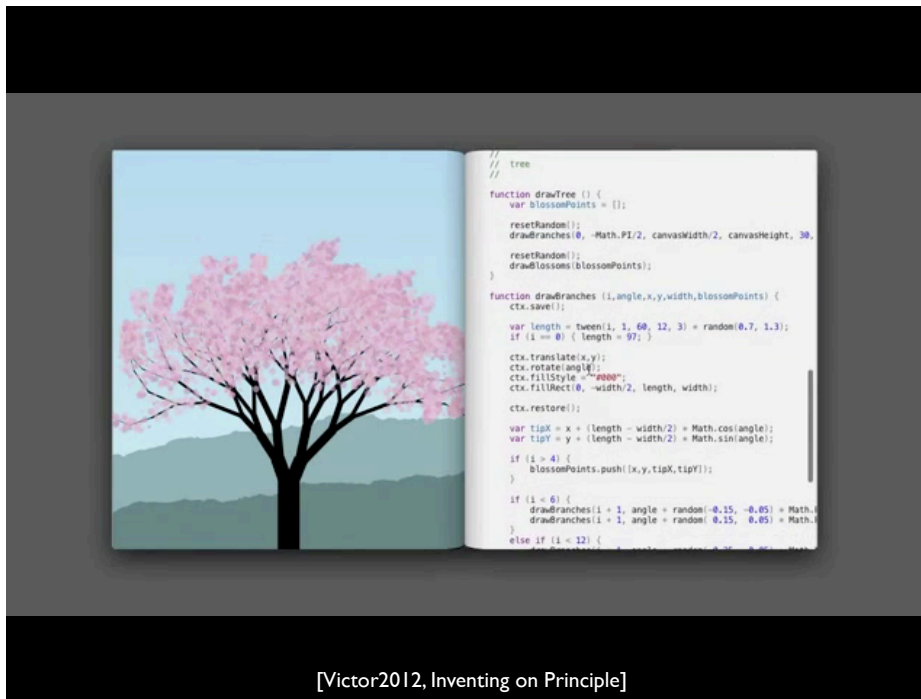 //
// tree
//
function drawTree () {
var blossomPoints = [];
resetRandom();
drawBranches(0, -Math.PI/2, canvasWidth/2, canvasHeight, 30,
resetRandom();
drawBlossoms(blossomPoints);
}
function drawBranches (i,angle,x,y,width,blossomPoints) {
ctx.save();
var length = tween(i, 1, 60, 12, 3) * random(0.7, 1.3);
if (i == 0) { length = 97; }
ctx.translate(x,y);
ctx.rotate(angle);
ctx.fillStyle = "#000";
ctx.fillRect(0, -width/2, length, width);
ctx.restore();
var tipX = x + (length - width/2) * Math.cos(angle);
var tipY = y + (length - width/2) * Math.sin(angle);
if (i > 4) {
blossomPoints.push([x,y,tipX,tipY]);
}
if (i < 6) {
drawBranches(i + 1, angle + random(-0.15, -0.05) * Math.
drawBranches(i + 1, angle + random( 0.15, 0.05) * Math.
}
else if (i < 12) {
[Victor2012, Inventing on Principle]